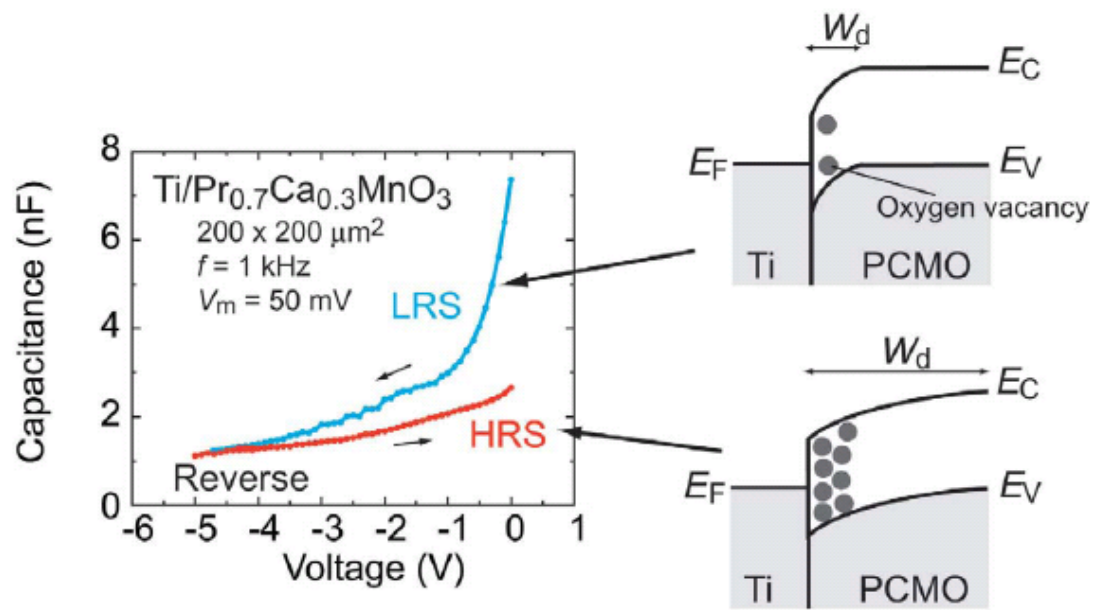 Capacitance (nF)
8
6
4
2
0
Ti/Pr0.7Ca0.3MnO3
200 x 200 μm2
f = 1 kHz
Vm = 50 mV
LRS
HRS
Reverse
-6 -5 -4 -3 -2 -1 0 1
Voltage (V)
Wd
EC
EF
EV
Oxygen vacancy
Ti PCMO
Wd
EC
EF
EV
Ti PCMO